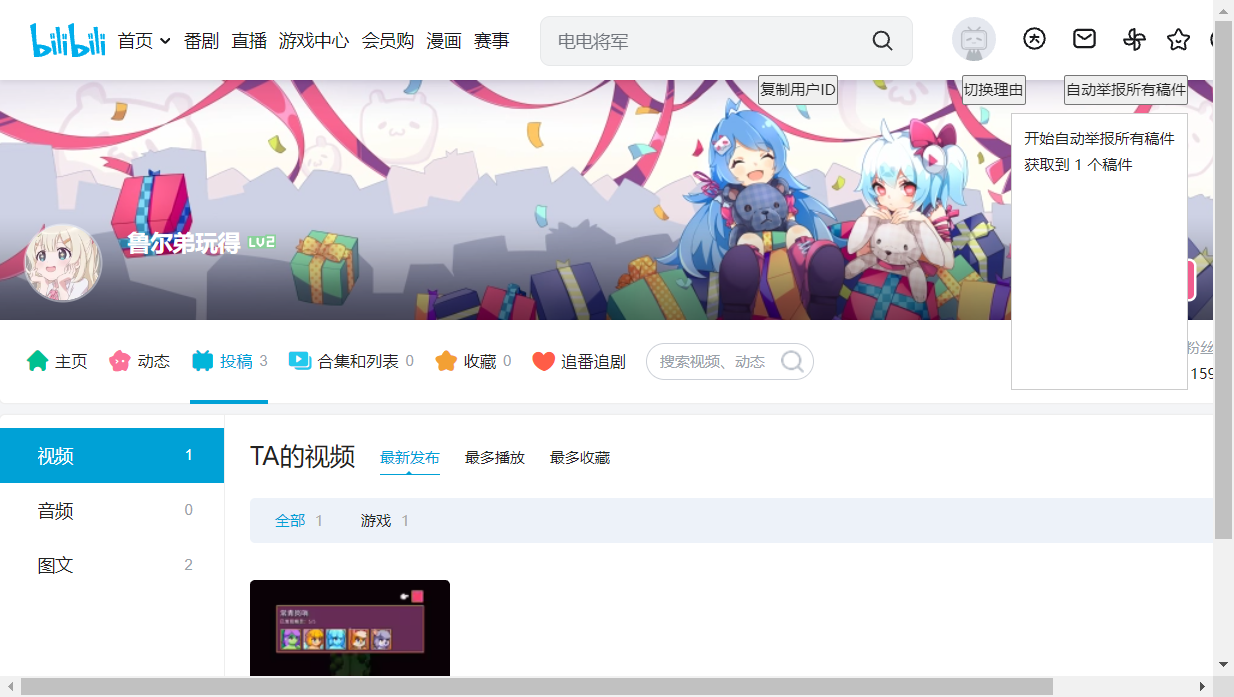 bilibili 首页 番剧 直播 游戏中心 会员购 漫画 赛事 电电将军
复制用户ID 切换理由 自动举报所有稿件
开始自动举报所有稿件
获取到 1 个稿件
鲁尔弟玩得 LV2
主页 动态 投稿 3 合集和列表 0 收藏 0 追番追剧 搜索视频、动态
粉丝
159
视频 1
音频 0
图文 2
TA的视频 最新发布 最多播放 最多收藏
全部 1 游戏 1